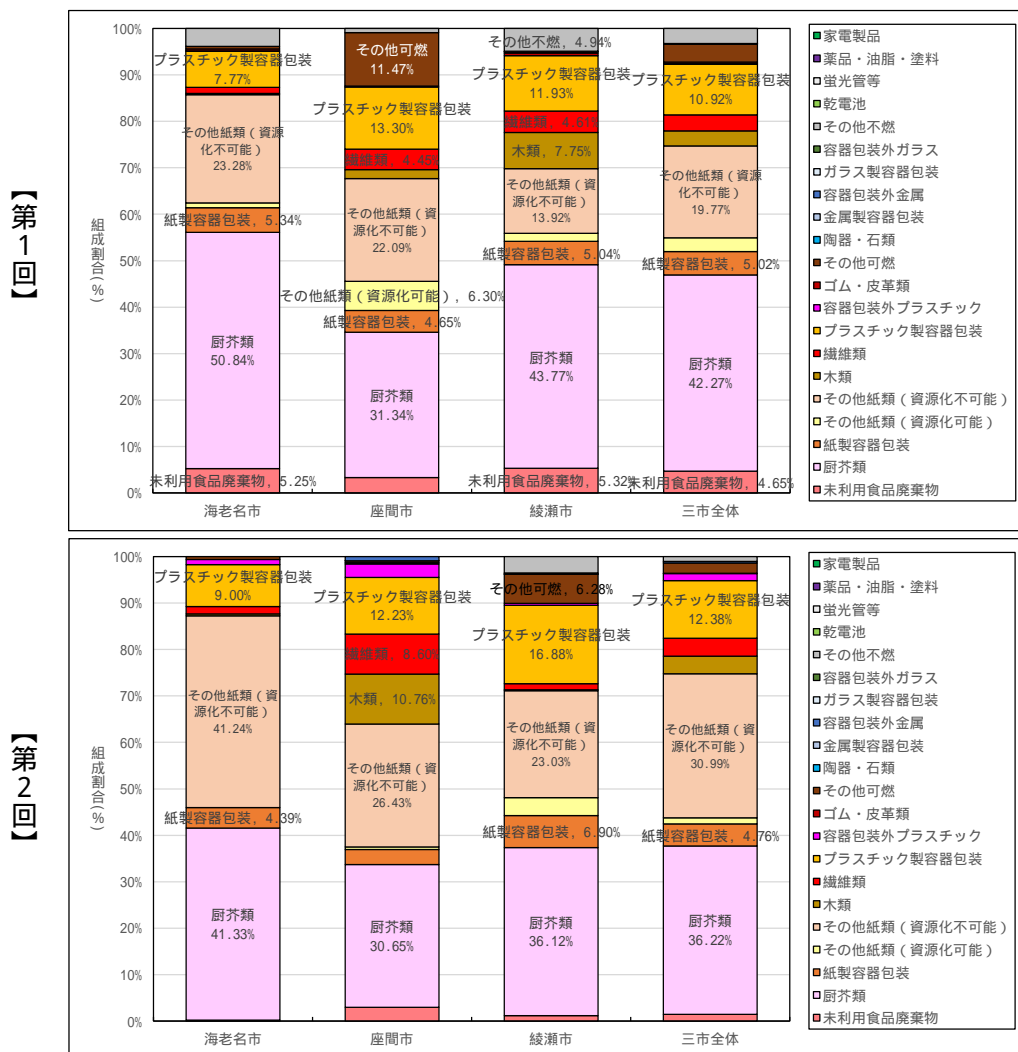 【第1回】
組成割合(%)
100%
90%
80%
70%
60%
50%
40%
30%
20%
10%
0%
プラスチック製容器包装
7.77%
その他紙類（資源
化不可能）
23.28%
紙製容器包装, 5.34%
厨芥類
50.84%
未利用食品廃棄物, 5.25%
海老名市
その他可燃
11.47%
プラスチック製容器包装
13.30%
繊維類, 4.45%
その他紙類（資
源化不可能）
22.09%
その他紙類（資源化可能）, 6.30%
紙製容器包装, 4.65%
厨芥類
31.34%
座間市
その他不燃, 4.94%
プラスチック製容器包装
11.93%
繊維類, 4.61%
木類, 7.75%
その他紙類（資
源化不可能）
13.92%
紙製容器包装, 5.04%
厨芥類
43.77%
未利用食品廃棄物, 5.32%
綾瀬市
プラスチック製容器包装
10.92%
その他紙類（資源
化不可能）
19.77%
紙製容器包装, 5.02%
厨芥類
42.27%
未利用食品廃棄物, 4.65%
三市全体
家電製品
薬品・油脂・塗料
蛍光管等
乾電池
その他不燃
容器包装外ガラス
ガラス製容器包装
容器包装外金属
金属製容器包装
陶器・石類
その他可燃
ゴム・皮革類
容器包装外プラスチック
プラスチック製容器包装
繊維類
木類
その他紙類（資源化不可能）
その他紙類（資源化可能）
紙製容器包装
厨芥類
未利用食品廃棄物
【第2回】
組成割合(%)
100%
90%
80%
70%
60%
50%
40%
30%
20%
10%
0%
プラスチック製容器包装
9.00%
その他紙類（資
源化不可能）
41.24%
紙製容器包装, 4.39%
厨芥類
41.33%
海老名市
プラスチック製容器包装
12.23%
繊維類, 8.60%
木類, 10.76%
その他紙類（資
源化不可能）
26.43%
厨芥類
30.65%
座間市
その他可燃, 6.28%
プラスチック製容器包装
16.88%
その他紙類（資
源化不可能）
23.03%
紙製容器包装, 6.90%
厨芥類
36.12%
綾瀬市
プラスチック製容器包装
12.38%
その他紙類（資
源化不可能）
30.99%
紙製容器包装, 4.76%
厨芥類
36.22%
三市全体
家電製品
薬品・油脂・塗料
蛍光管等
乾電池
その他不燃
容器包装外ガラス
ガラス製容器包装
容器包装外金属
金属製容器包装
陶器・石類
その他可燃
ゴム・皮革類
容器包装外プラスチック
プラスチック製容器包装
繊維類
木類
その他紙類（資源化不可能）
その他紙類（資源化可能）
紙製容器包装
厨芥類
未利用食品廃棄物